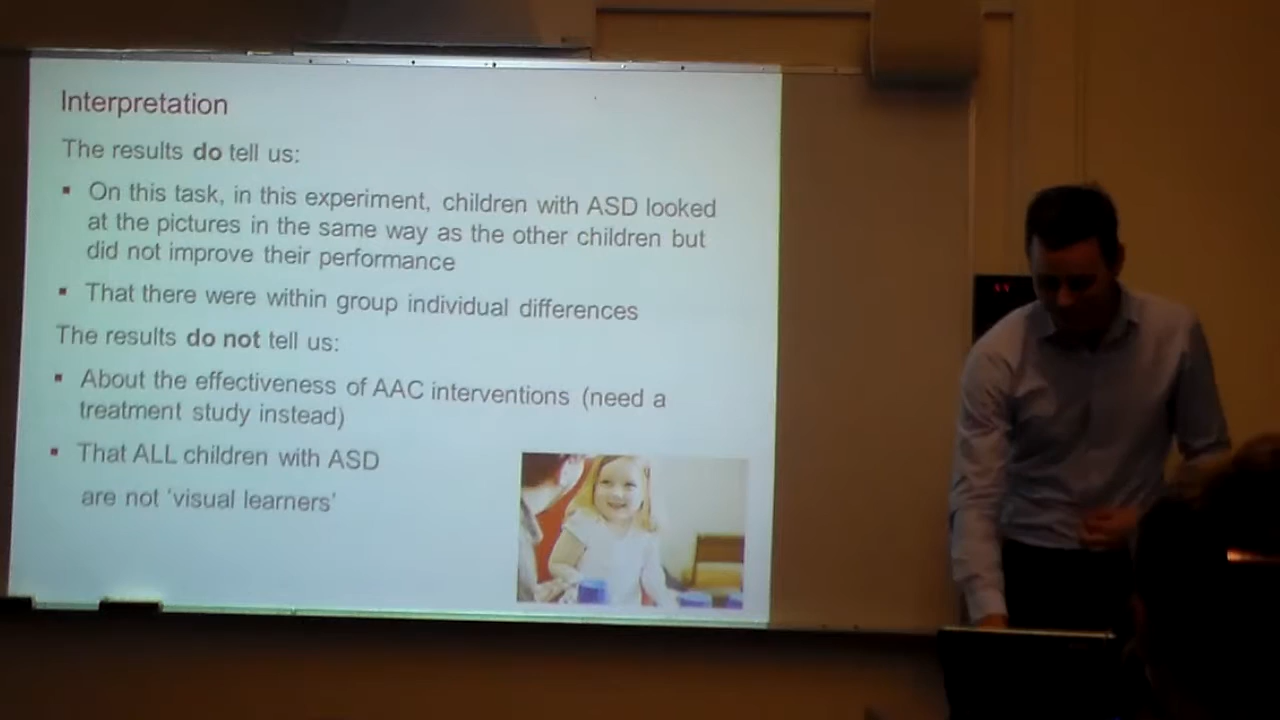 Interpretation
The results do tell us:
▪ On this task, in this experiment, children with ASD looked
at the pictures in the same way as the other children but
did not improve their performance
▪ That there were within group individual differences
The results do not tell us:
▪ About the effectiveness of AAC interventions (need a
treatment study instead)
▪ That ALL children with ASD
are not 'visual learners'